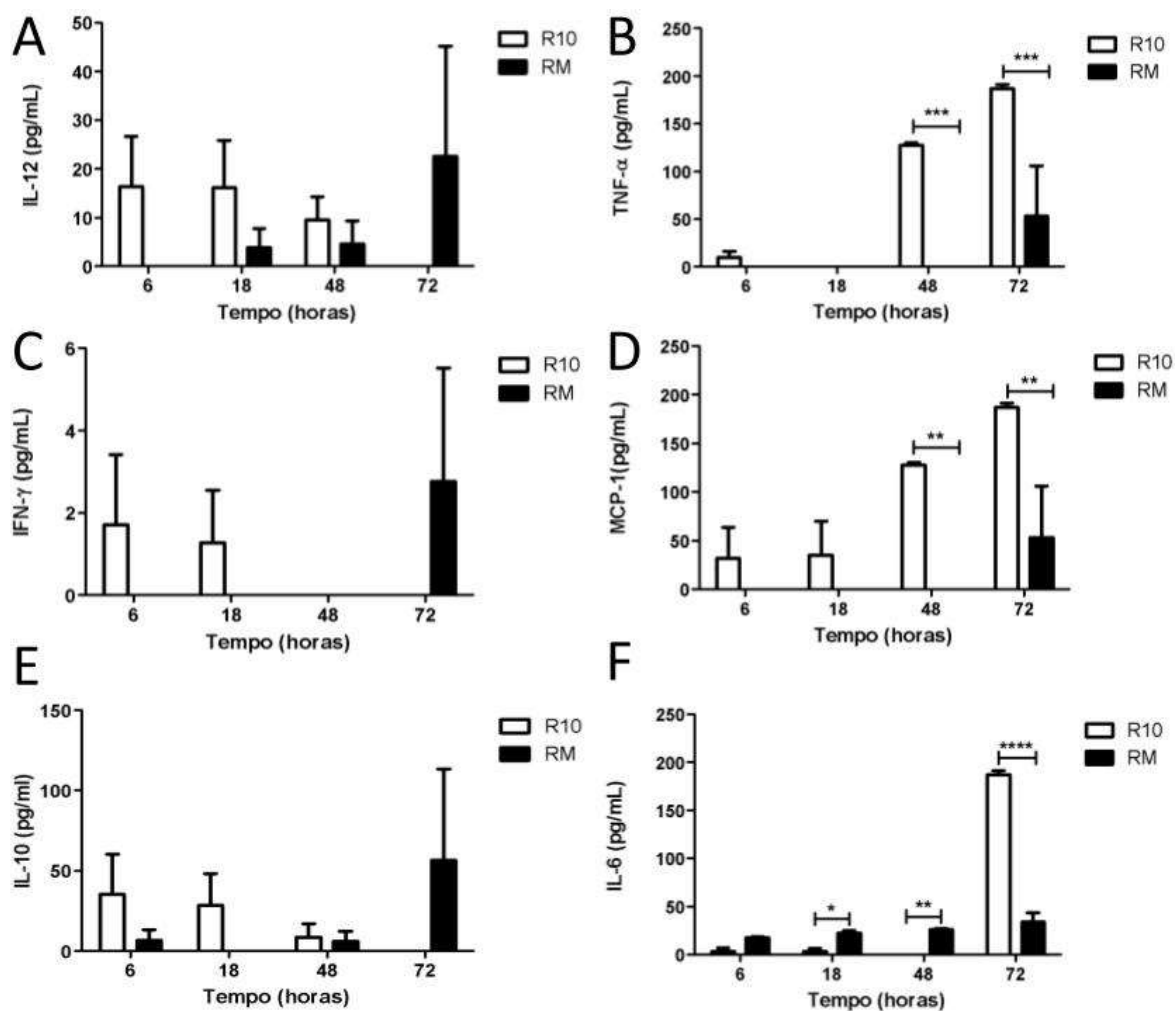 A
IL-12 (pg/mL)
50
40
30
20
10
0
6 18 48 72
Tempo (horas)
R10
RM
B
TNF-α (pg/mL)
250
200
150
100
50
0
***
***
6 18 48 72
Tempo (horas)
R10
RM
C
IFN-γ (pg/mL)
6
4
2
0
6 18 48 72
Tempo (horas)
R10
RM
D
MCP-1(pg/mL)
250
200
150
100
50
0
**
**
6 18 48 72
Tempo (horas)
R10
RM
E
IL-10 (pg/ml)
150
100
50
0
6 18 48 72
Tempo (horas)
R10
RM
F
IL-6 (pg/mL)
250
200
150
100
50
0
*
**
****
6 18 48 72
Tempo (horas)
R10
RM